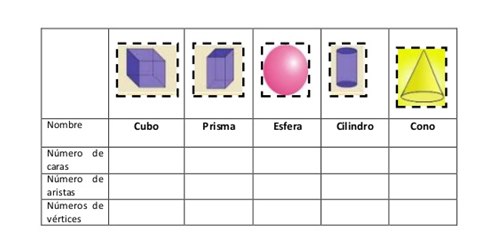 Nombre Cubo Prisma Esfera Cilindro Cono
Número de
caras
Número de
aristas
Números de
vértices